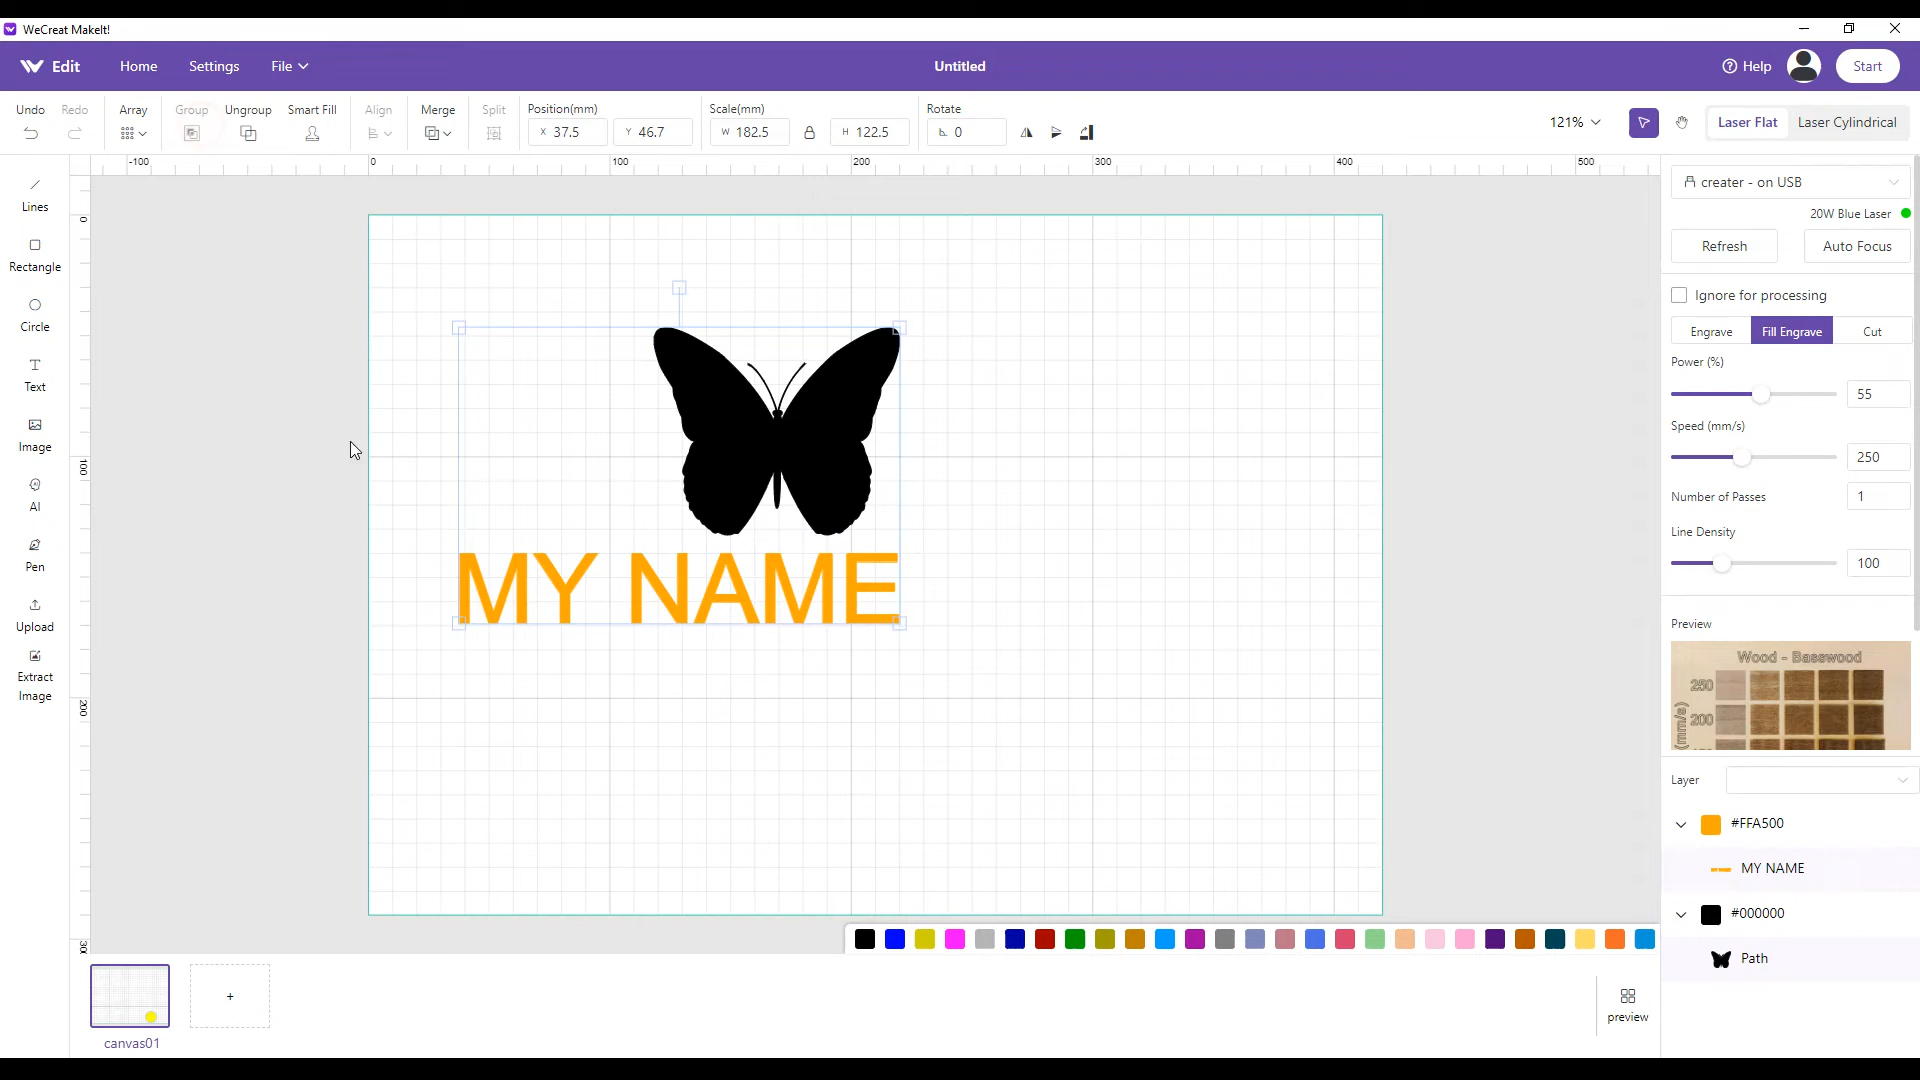 WeCreat MakeIt!
Edit Home Settings File Untitled Help Start
Undo Redo Array Group Ungroup Smart Fill Align Merge Split Position(mm) Scale(mm) Rotate
X 37.5 Y 46.7 W 182.5 H 122.5 0 121% Laser Flat Laser Cylindrical
-100 0 100 200 300 400 500
0
100
200
300
Lines
Rectangle
Circle
Text
Image
AI
Pen
Upload
Extract
Image
MY NAME
creater - on USB
20W Blue Laser
Refresh Auto Focus
Ignore for processing
Engrave Fill Engrave Cut
Power (%)
55
Speed (mm/s)
250
Number of Passes 1
Line Density
100
Preview
Wood - Basswood
250
200
(mm/s)
Layer
#FFA500
MY NAME
#000000
Path
+
canvas01
preview